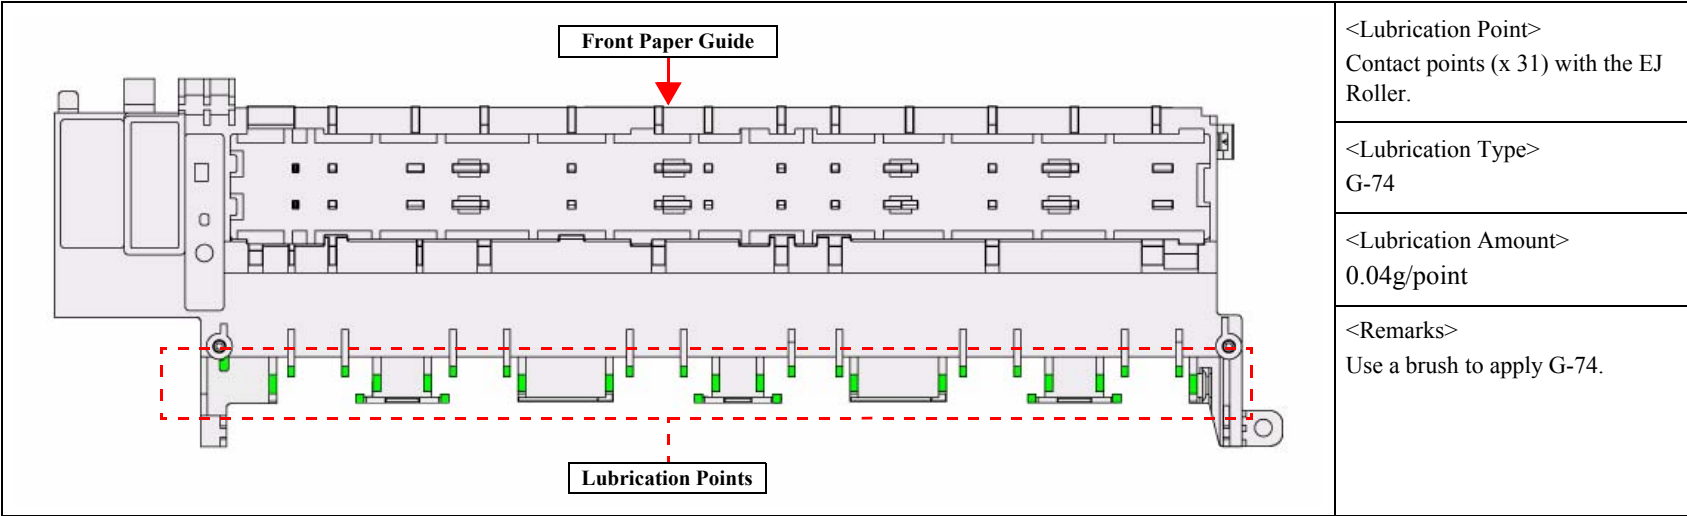 Front Paper Guide
Lubrication Points
<Lubrication Point>
Contact points (x 31) with the EJ
Roller.
<Lubrication Type>
G-74
<Lubrication Amount>
0.04g/point
<Remarks>
Use a brush to apply G-74.